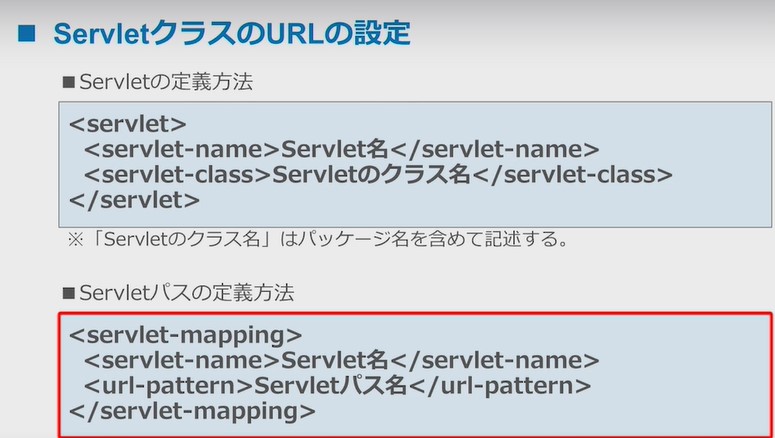 ■ ServletクラスのURLの設定
■Servletの定義方法
<servlet>
<servlet-name>Servlet名</servlet-name>
<servlet-class>Servletのクラス名</servlet-class>
</servlet>
※「Servletのクラス名」はパッケージ名を含めて記述する。
■Servletパスの定義方法
<servlet-mapping>
<servlet-name>Servlet名</servlet-name>
<url-pattern>Servletパス名</url-pattern>
</servlet-mapping>